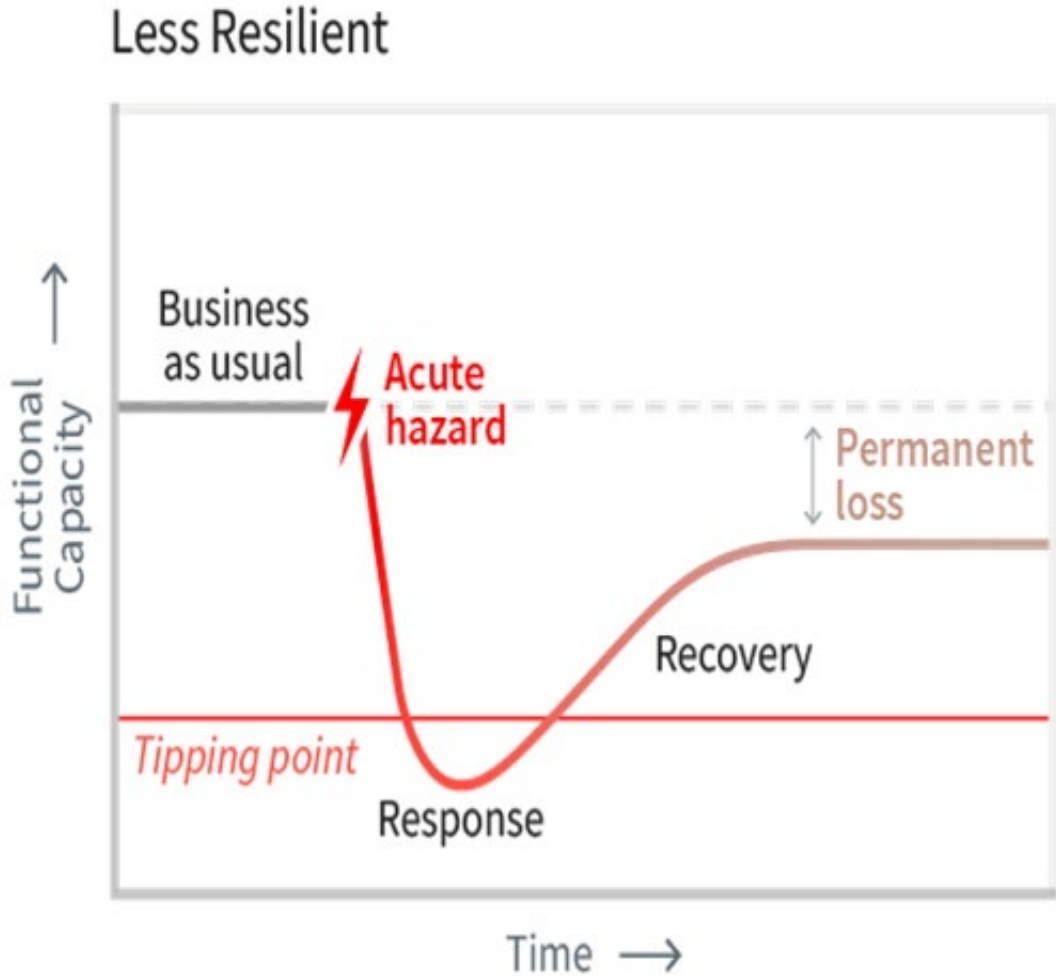 Less Resilient
Business
as usual
Acute
hazard
Permanent
loss
Recovery
Tipping point
Response
Functional
Capacity
Time